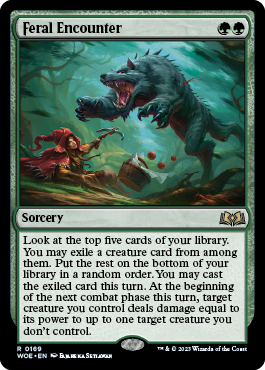 Feral Encounter
Sorcery
Look at the top five cards of your library.
You may exile a creature card from among
them. Put the rest on the bottom of your
library in a random order. You may cast
the exiled card this turn. At the beginning
of the next combat phase this turn, target
creature you control deals damage equal to
its power to up to one target creature you
don't control.
R 0169
WOE • EN
™ & © 2023 Wizards of the Coast